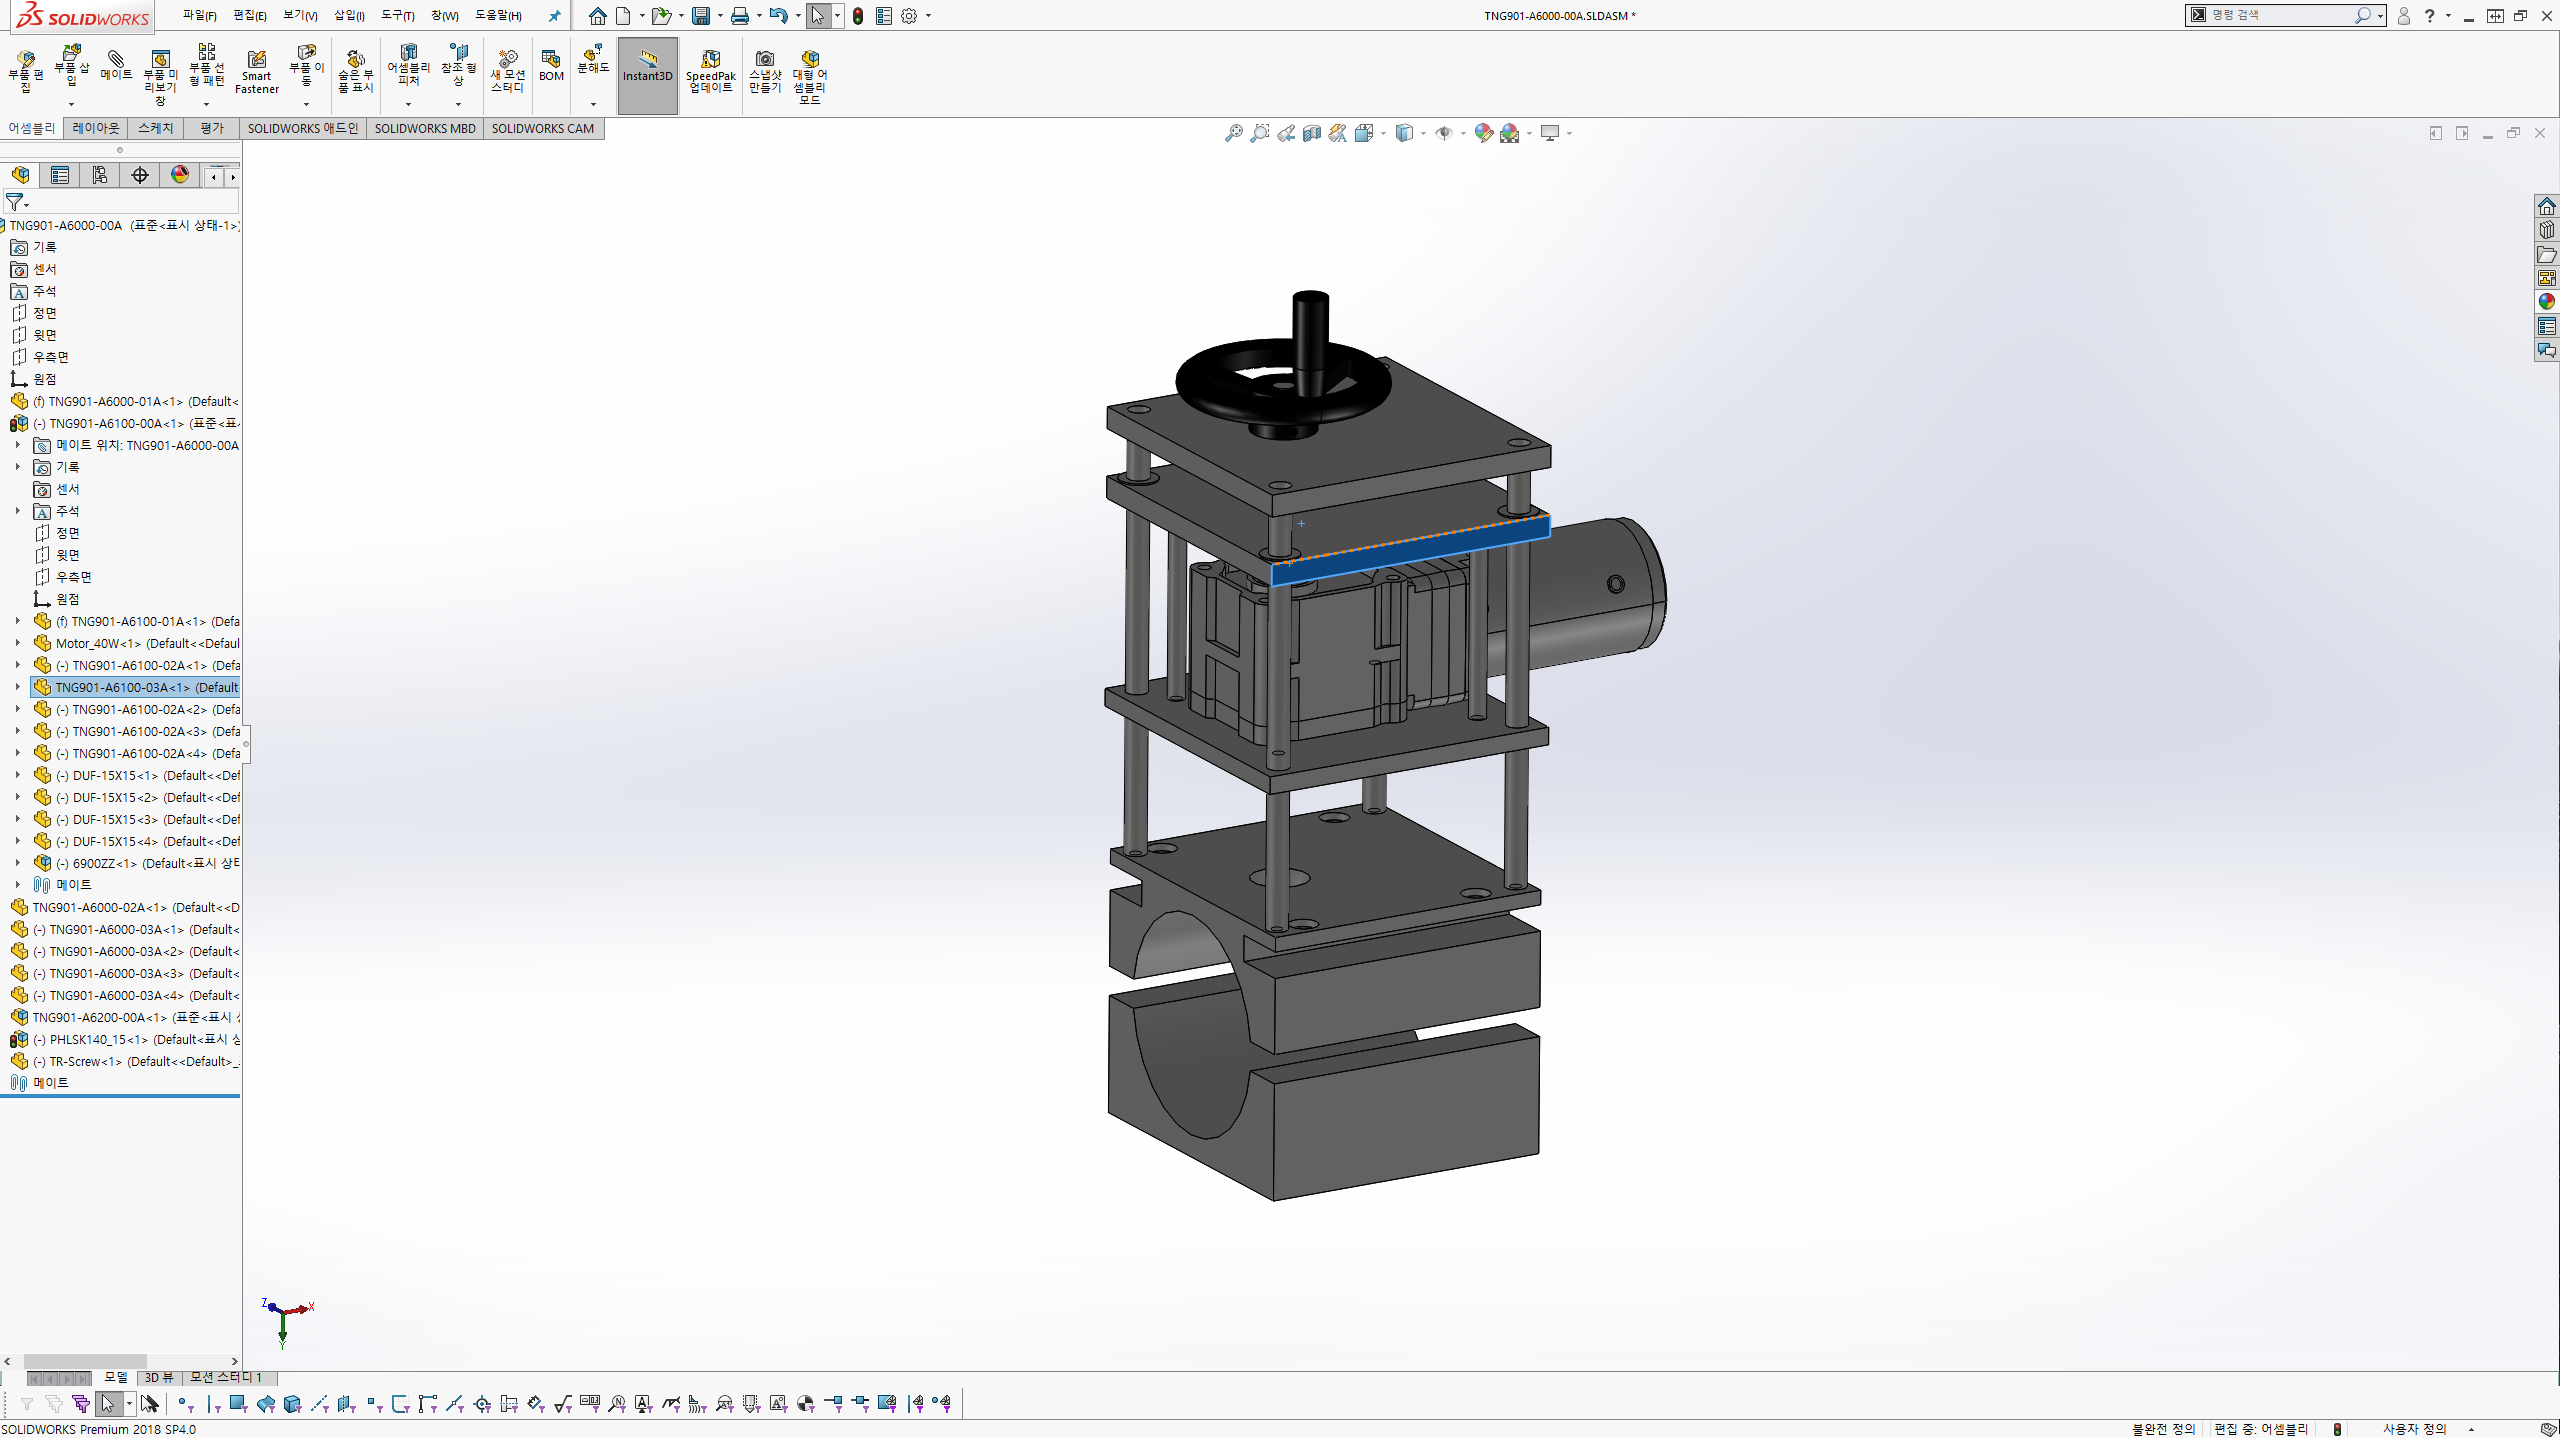 SOLIDWORKS 파일(F) 편집(E) 보기(V) 삽입(I) 도구(T) 창(W) 도움말(H) TNG901-A6000-00A.SLDASM * 명령 검색
부품 편집
부품 삽입
메이트
부품 미리보기 창
부품 선형 패턴
Smart Fastener
부품 이동
숨은 부품 표시
어셈블리 피처
참조 형상
새 모션 스터디
BOM
분해도
Instant3D
SpeedPak 업데이트
스냅샷 만들기
대형 어셈블리 모드
어셈블리 레이아웃 스케치 평가 SOLIDWORKS 애드인 SOLIDWORKS MBD SOLIDWORKS CAM
TNG901-A6000-00A (표준<표시 상태-1>)
기록
센서
주석
정면
윗면
우측면
원점
(f) TNG901-A6000-01A<1> (Default<
(-) TNG901-A6100-00A<1> (표준<표
메이트 위치: TNG901-A6000-00A
기록
센서
주석
정면
윗면
우측면
원점
(f) TNG901-A6100-01A<1> (Defa
Motor_40W<1> (Default<<Defaul
(-) TNG901-A6100-02A<1> (Defa
TNG901-A6100-03A<1> (Default
(-) TNG901-A6100-02A<2> (Defa
(-) TNG901-A6100-02A<3> (Defa
(-) TNG901-A6100-02A<4> (Defa
(-) DUF-15X15<1> (Default<<Def
(-) DUF-15X15<2> (Default<<Def
(-) DUF-15X15<3> (Default<<Def
(-) DUF-15X15<4> (Default<<Def
(-) 6900ZZ<1> (Default<표시 상태
메이트
TNG901-A6000-02A<1> (Default<<D
(-) TNG901-A6000-03A<1> (Default<
(-) TNG901-A6000-03A<2> (Default<
(-) TNG901-A6000-03A<3> (Default<
(-) TNG901-A6000-03A<4> (Default<
TNG901-A6200-00A<1> (표준<표시
(-) PHLSK140_15<1> (Default<표시 상
(-) TR-Screw<1> (Default<<Default>_
메이트
Z X
Y
모델 3D 뷰 모션 스터디 1
SOLIDWORKS Premium 2018 SP4.0 불완전 정의 편집 중: 어셈블리 사용자 정의